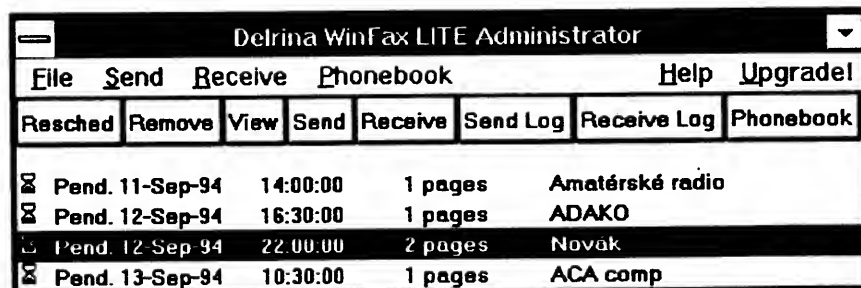 Delrina WinFax LITE Administrator
File Send Receive Phonebook Help Upgrade!
Resched Remove View Send Receive Send Log Receive Log Phonebook
Pend. 11-Sep-94 14:00:00 1 pages Amatérské radio
Pend. 12-Sep-94 16:30:00 1 pages ADAKO
Pend. 12-Sep-94 22:00:00 2 pages Novák
Pend. 13-Sep-94 10:30:00 1 pages ACA comp